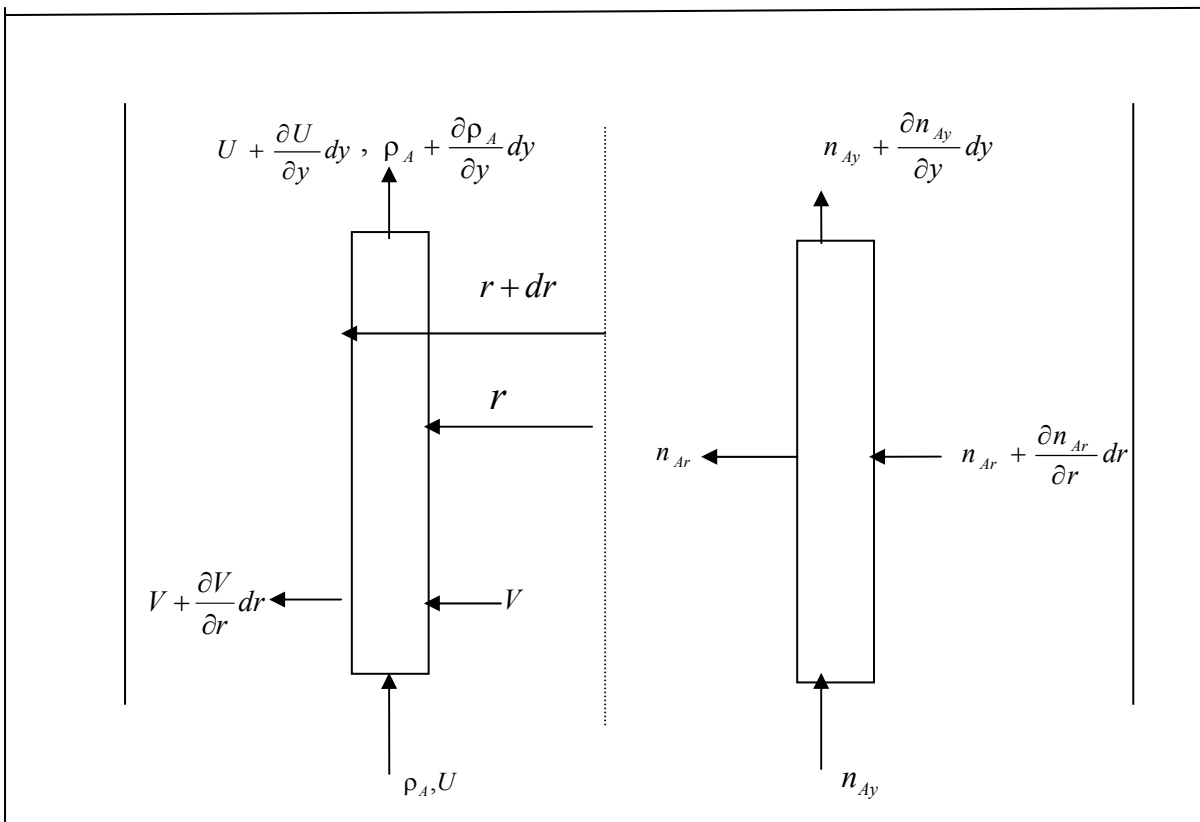 U + ∂U/∂y dy , ρ_A + ∂ρ_A/∂y dy
n_Ay + ∂n_Ay/∂y dy
r + dr
r
n_Ar
n_Ar + ∂n_Ar/∂r dr
V + ∂V/∂r dr
V
ρ_A,U
n_Ay